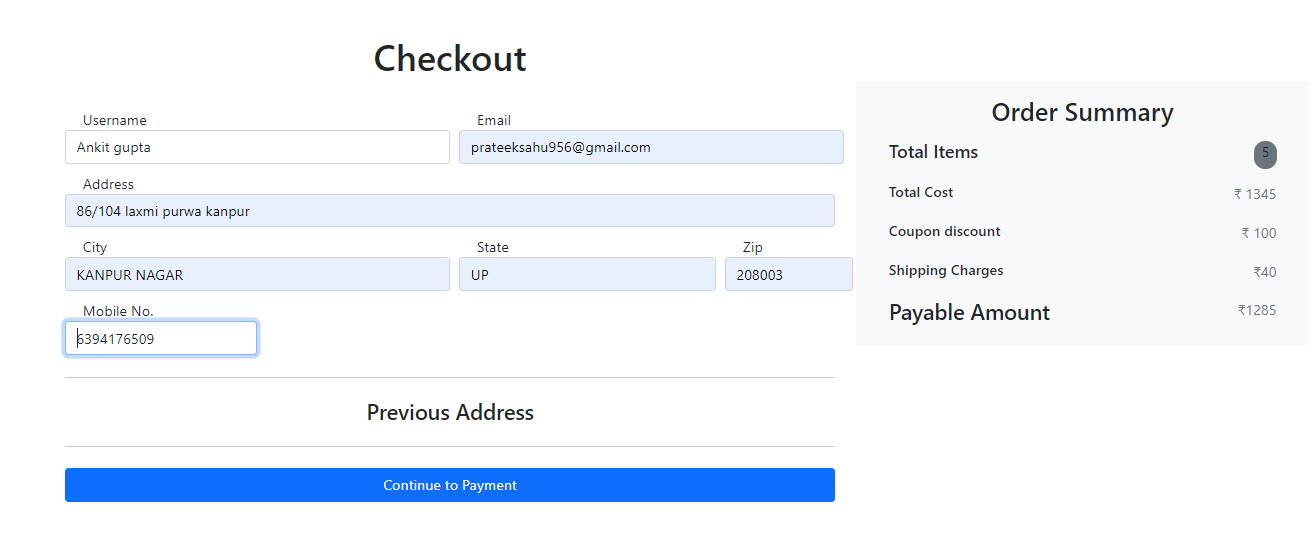 Checkout
Username Email
Ankit gupta prateeksahu956@gmail.com
Address
86/104 laxmi purwa kanpur
City State Zip
KANPUR NAGAR UP 208003
Mobile No.
6394176509
Previous Address
Continue to Payment
Order Summary
Total Items 5
Total Cost ₹ 1345
Coupon discount ₹ 100
Shipping Charges ₹40
Payable Amount ₹1285